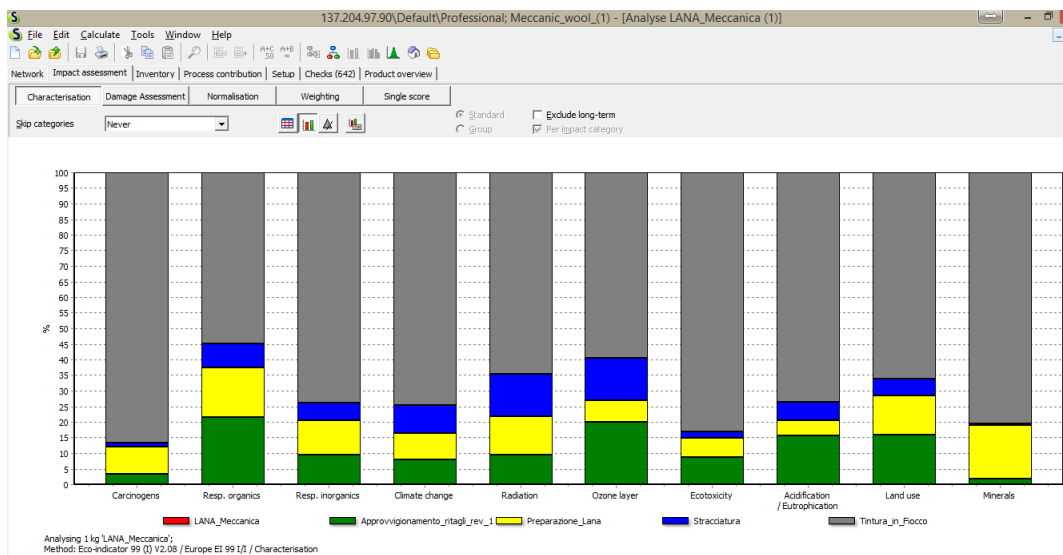 137.204.97.90\Default\Professional; Meccanic_wool_(1) - [Analyse LANA_Meccanica (1)]
File Edit Calculate Tools Window Help
Network Impact assessment Inventory Process contribution Setup Checks (642) Product overview
Characterisation Damage Assessment Normalisation Weighting Single score
Skip categories Never Standard Exclude long-term
Group Per impact category
100
95
90
85
80
75
70
65
60
55
50
45
40
35
30
25
20
15
10
5
0
%
Carcinogens Resp. organics Resp. inorganics Climate change Radiation Ozone layer Ecotoxicity Acidification / Eutrophication Land use Minerals
LANA_Meccanica Approvvigionamento_ritagli_rev_1 Preparazione_Lana Stracciatura Tintura_in_Fiocco
Analysing 1 kg 'LANA_Meccanica';
Method: Eco-indicator 99 (I) V2.08 / Europe EI 99 I/I / Characterisation